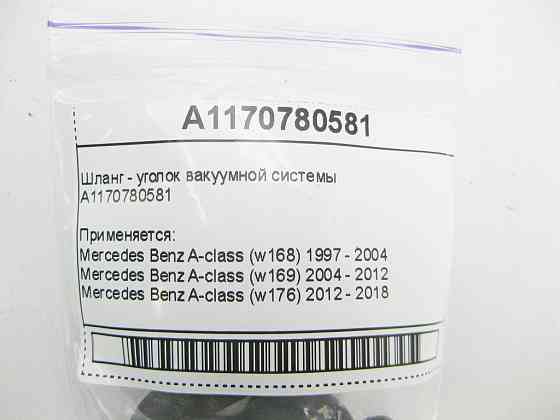 A1170780581
Шланг - уголок вакуумной системы
A1170780581
Применяется:
Mercedes Benz A-class (w168) 1997 - 2004
Mercedes Benz A-class (w169) 2004 - 2012
Mercedes Benz A-class (w176) 2012 - 2018